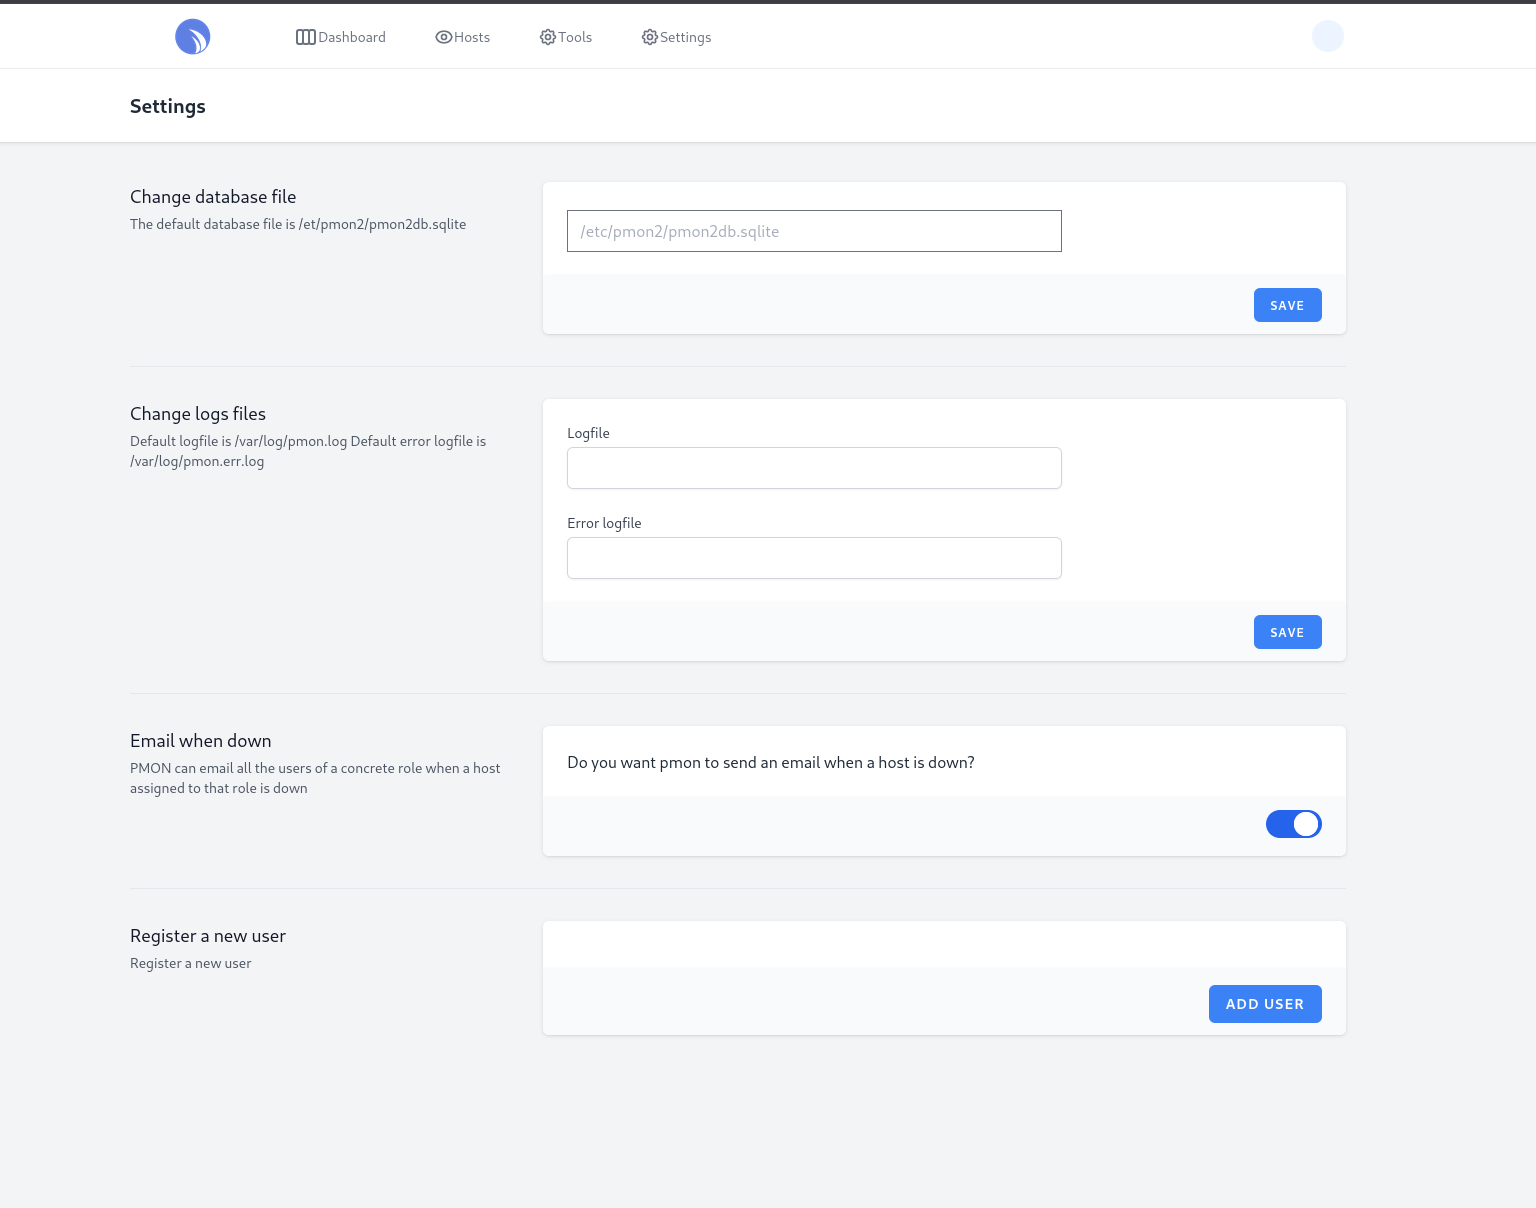 Dashboard Hosts Tools Settings
Settings
Change database file
The default database file is /et/pmon2/pmon2db.sqlite
/etc/pmon2/pmon2db.sqlite
SAVE
Change logs files
Default logfile is /var/log/pmon.log Default error logfile is
/var/log/pmon.err.log
Logfile
Error logfile
SAVE
Email when down
PMON can email all the users of a concrete role when a host
assigned to that role is down
Do you want pmon to send an email when a host is down?
Register a new user
Register a new user
ADD USER